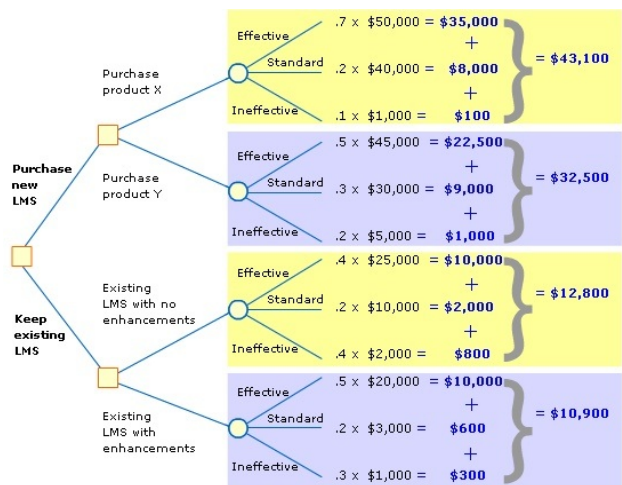 Effective
.7 x $50,000 = $35,000
+
Standard
.2 x $40,000 = $8,000
= $43,100
+
Ineffective
.1 x $1,000 = $100
Purchase
product X
Effective
.5 x $45,000 = $22,500
+
Standard
.3 x $30,000 = $9,000
= $32,500
+
Ineffective
.2 x $5,000 = $1,000
Purchase
new
LMS
Purchase
product Y
Effective
.4 x $25,000 = $10,000
+
Standard
.2 x $10,000 = $2,000
= $12,800
+
Ineffective
.4 x $2,000 = $800
Existing
LMS with no
enhancements
Keep
existing
LMS
Effective
.5 x $20,000 = $10,000
+
Standard
.2 x $3,000 = $600
= $10,900
+
Ineffective
.3 x $1,000 = $300
Existing
LMS with
enhancements